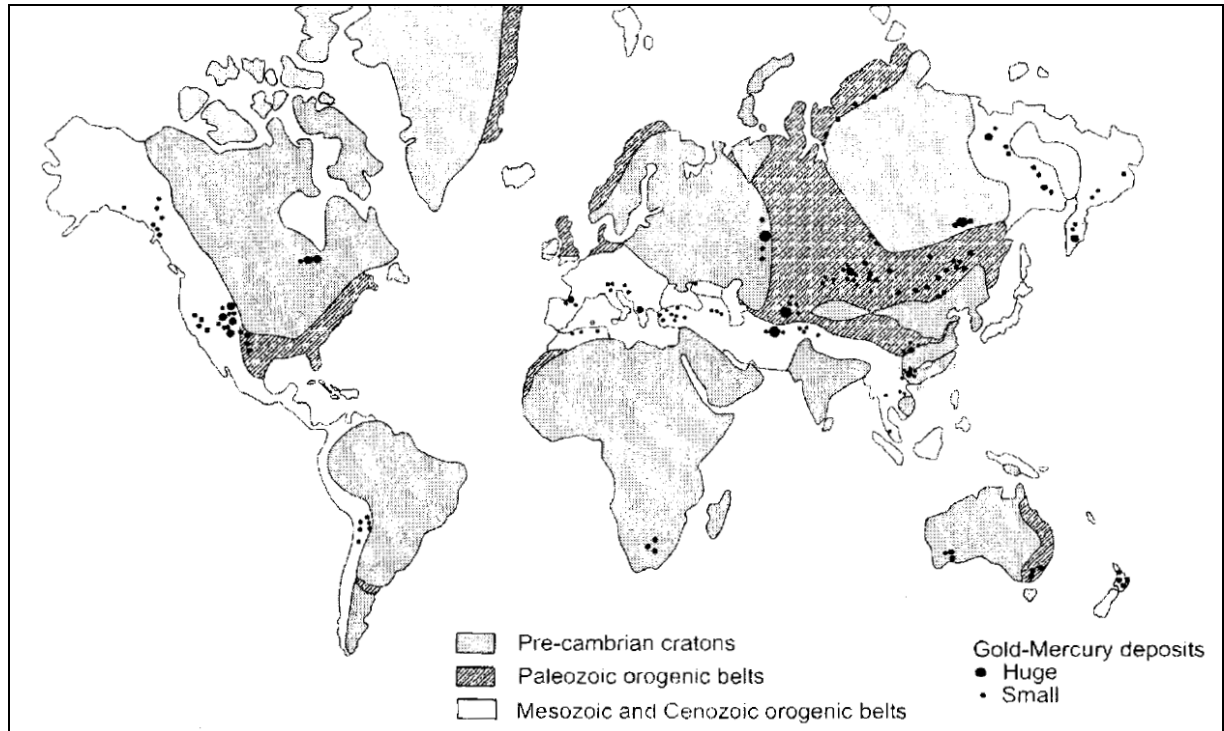 Pre-cambrian cratons
Paleozoic orogenic belts
Mesozoic and Cenozoic orogenic belts
Gold-Mercury deposits
Huge
Small